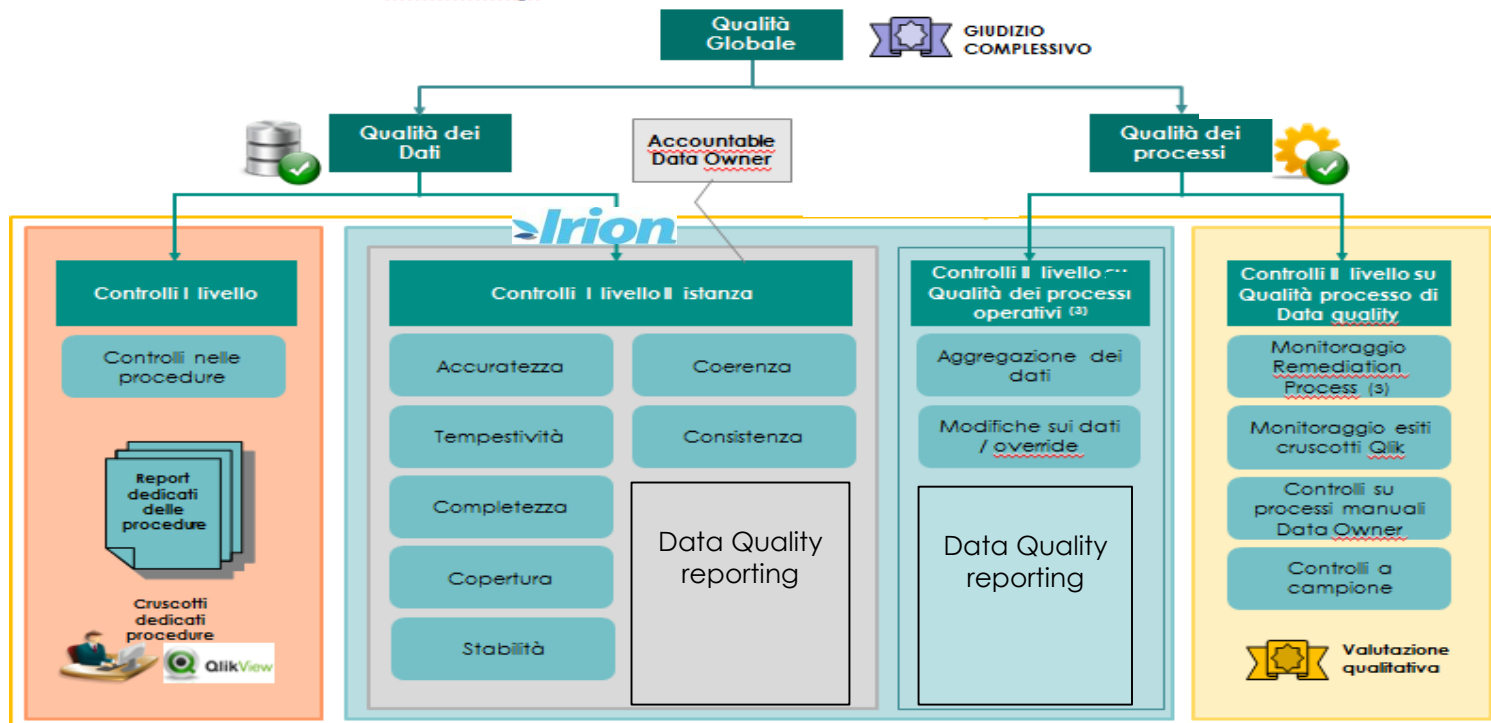 Qualità
Globale
GIUDIZIO
COMPLESSIVO
Qualità dei
Dati
Accountable
Data Owner
Qualità dei
processi
Irion
Controlli I livello
Controlli nelle
procedure
Report
dedicati
delle
procedure
Cruscotti
dedicati
procedure
QlikView
Controlli I livello II istanza
Accuratezza
Coerenza
Tempestività
Consistenza
Completezza
Copertura
Stabilità
Data Quality
reporting
Controlli II livello
Qualità dei processi
operativi (3)
Aggregazione dei
dati
Modifiche sui dati
/ override
Data Quality
reporting
Controlli II livello su
Qualità processo di
Data quality
Monitoraggio
Remediation
Process (3)
Monitoraggio esiti
cruscotti Qlik
Controlli su
processi manuali
Data Owner
Controlli a
campione
Valutazione
qualitativa